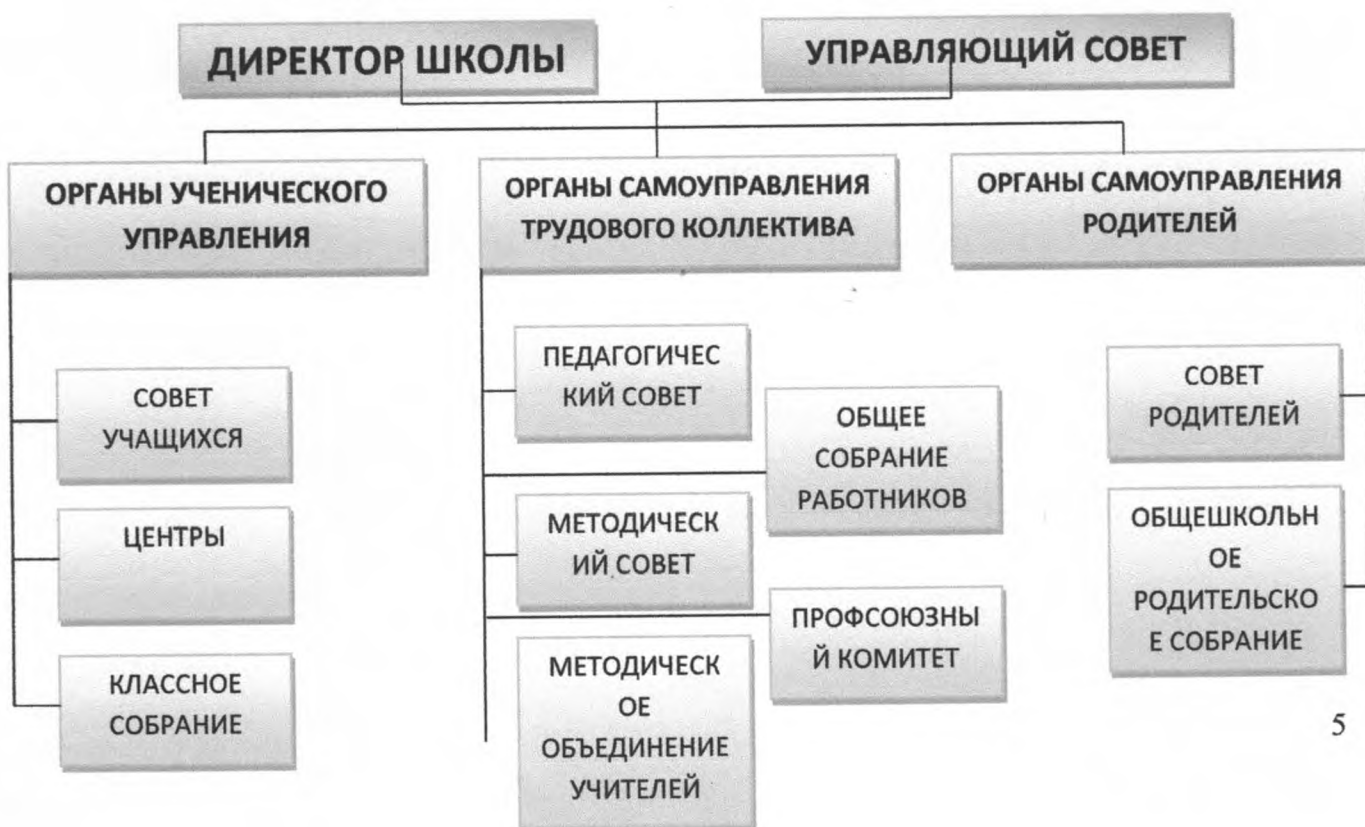 ДИРЕКТОР ШКОЛЫ
УПРАВЛЯЮЩИЙ СОВЕТ
ОРГАНЫ УЧЕНИЧЕСКОГО
УПРАВЛЕНИЯ
ОРГАНЫ САМОУПРАВЛЕНИЯ
ТРУДОВОГО КОЛЛЕКТИВА
ОРГАНЫ САМОУПРАВЛЕНИЯ
РОДИТЕЛЕЙ
СОВЕТ
УЧАЩИХСЯ
ЦЕНТРЫ
КЛАССНОЕ
СОБРАНИЕ
ПЕДАГОГИЧЕС
КИЙ СОВЕТ
ОБЩЕЕ
СОБРАНИЕ
РАБОТНИКОВ
МЕТОДИЧЕСК
ИЙ СОВЕТ
ПРОФСОЮЗНЫ
Й КОМИТЕТ
МЕТОДИЧЕСК
ОЕ
ОБЪЕДИНЕНИЕ
УЧИТЕЛЕЙ
СОВЕТ
РОДИТЕЛЕЙ
ОБЩЕШКОЛЬН
ОЕ
РОДИТЕЛЬСКО
Е СОБРАНИЕ
5